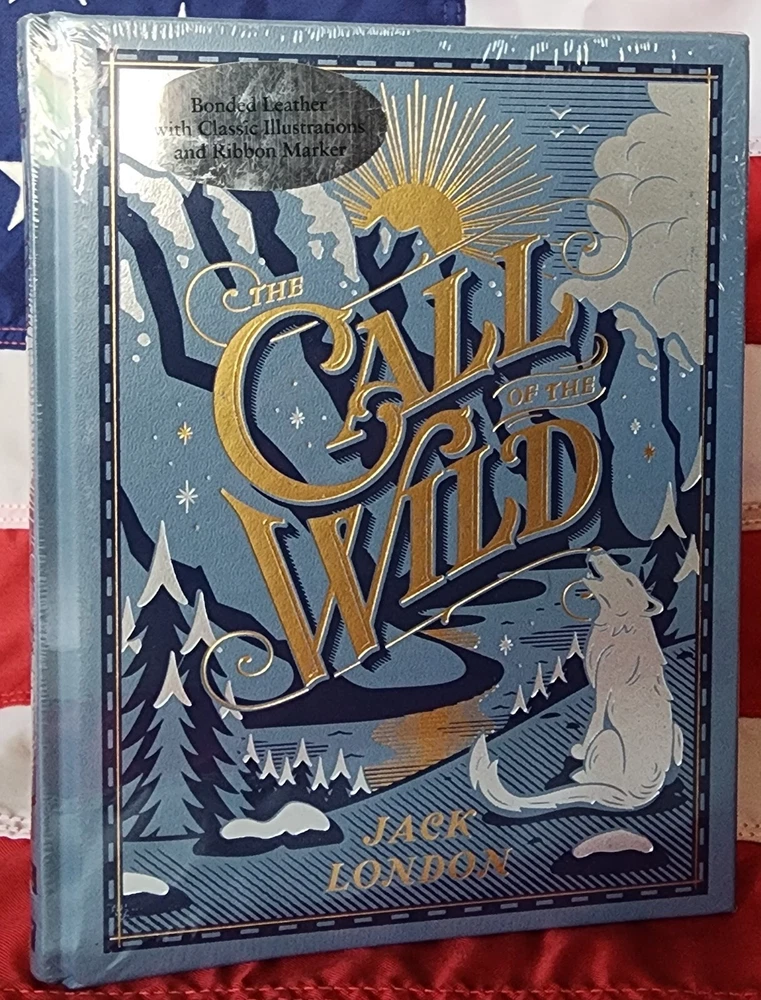 Bonded Leather
with Classic Illustrations
and Ribbon Marker
THE
CALL
OF THE
WILD
JACK
LONDON